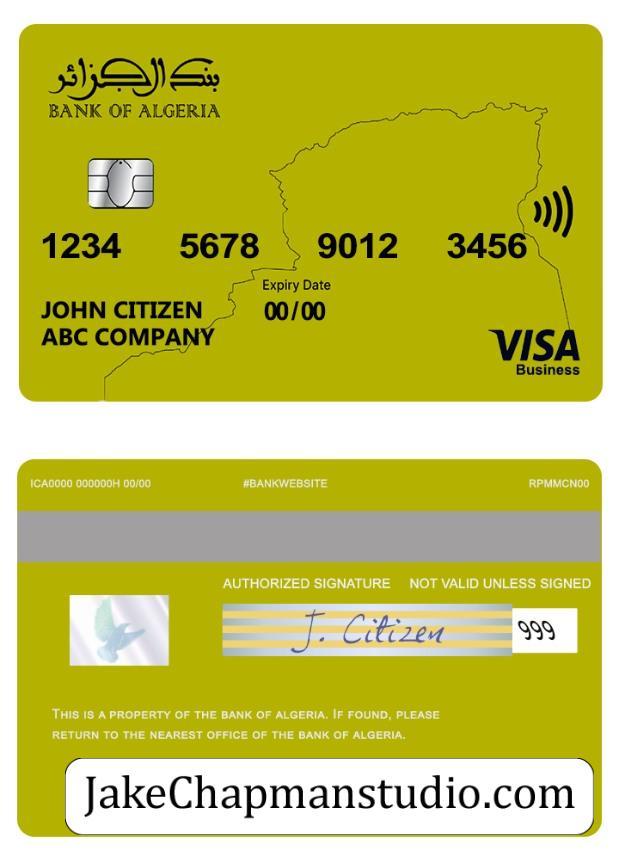 بنك الجزائر
BANK OF ALGERIA
1234 5678 9012 3456
Expiry Date
00/00
JOHN CITIZEN
ABC COMPANY
VISA
Business
ICA0000 000000H 00/00 #BANKWEBSITE RPMMCN00
AUTHORIZED SIGNATURE NOT VALID UNLESS SIGNED
J. Citizen 999
THIS IS A PROPERTY OF THE BANK OF ALGERIA. IF FOUND, PLEASE
RETURN TO THE NEAREST OFFICE OF THE BANK OF ALGERIA.
JakeChapmanstudio.com